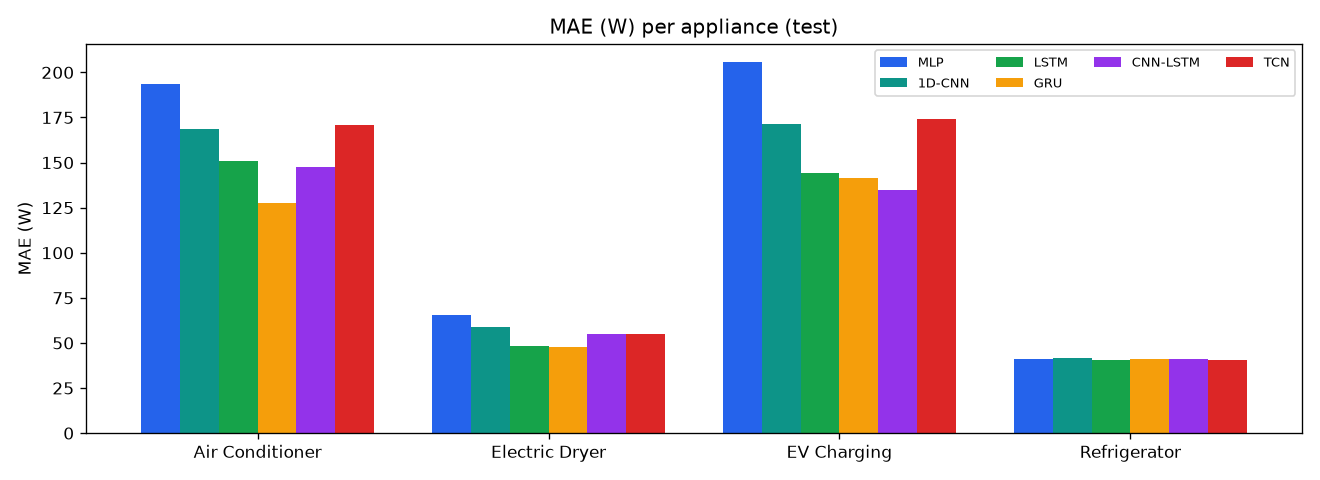 MAE (W) per appliance (test)
MLP LSTM CNN-LSTM TCN
1D-CNN GRU
MAE (W)
200
175
150
125
100
75
50
25
0
Air Conditioner Electric Dryer EV Charging Refrigerator